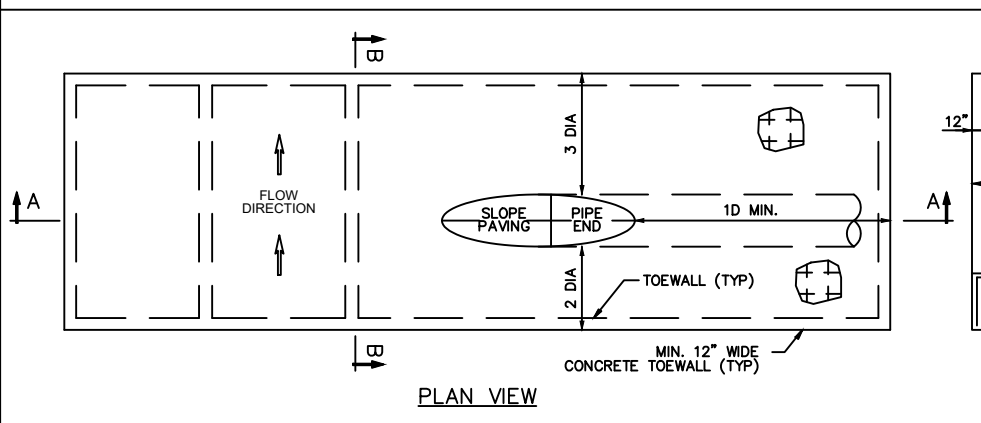 B
12"
3 DIA
A
FLOW
DIRECTION
SLOPE
PAVING
PIPE
END
1D MIN.
A
2 DIA
TOEWALL (TYP)
B
MIN. 12" WIDE
CONCRETE TOEWALL (TYP)
PLAN VIEW